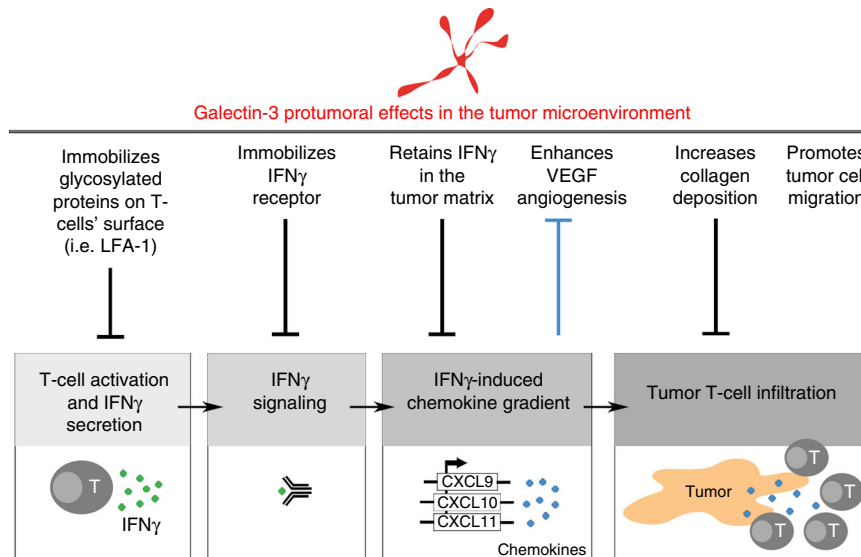 Galectin-3 protumoral effects in the tumor microenvironment
Immobilizes
glycosylated
proteins on T-
cells' surface
(i.e. LFA-1)
Immobilizes
IFNγ
receptor
Retains IFNγ
in the
tumor matrix
Enhances
VEGF
angiogenesis
Increases
collagen
deposition
Promotes
tumor cell
migration
T-cell activation
and IFNγ
secretion
IFNγ
signaling
IFNγ-induced
chemokine gradient
Tumor T-cell infiltration
T
IFNγ
CXCL9
CXCL10
CXCL11
Chemokines
Tumor
T
T
T
T